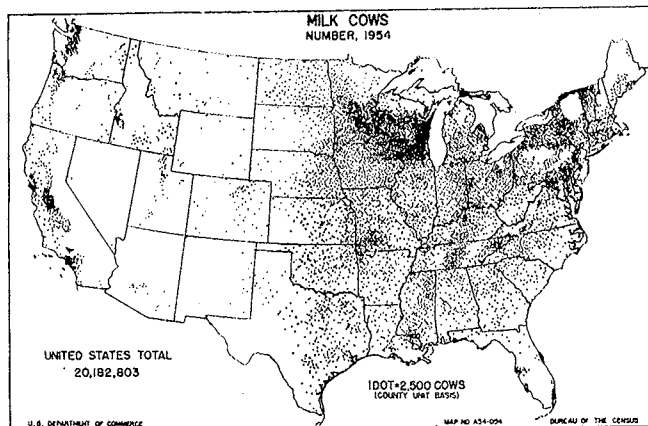 MILK COWS
NUMBER, 1954
UNITED STATES TOTAL
20,182,803
1 DOT=2,500 COWS
(COUNTY UNIT BASIS)
U.S. DEPARTMENT OF COMMERCE
MAP NO A54-054
BUREAU OF THE CENSUS